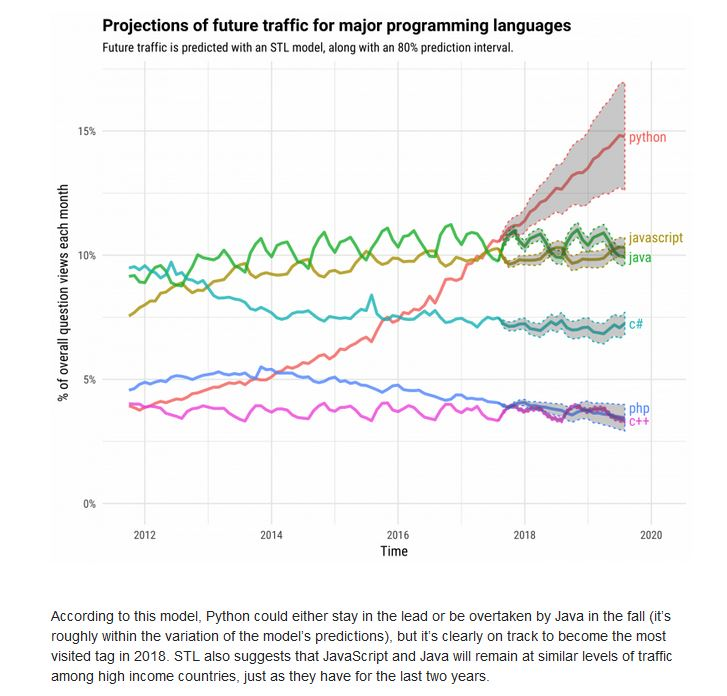 Projections of future traffic for major programming languages
Future traffic is predicted with an STL model, along with an 80% prediction interval.
% of overall question views each month
15%
10%
5%
0%
python
javascript
java
c#
php
c++
2012
2014
2016
2018
2020
Time
According to this model, Python could either stay in the lead or be overtaken by Java in the fall (it's
roughly within the variation of the model's predictions), but it's clearly on track to become the most
visited tag in 2018. STL also suggests that JavaScript and Java will remain at similar levels of traffic
among high income countries, just as they have for the last two years.